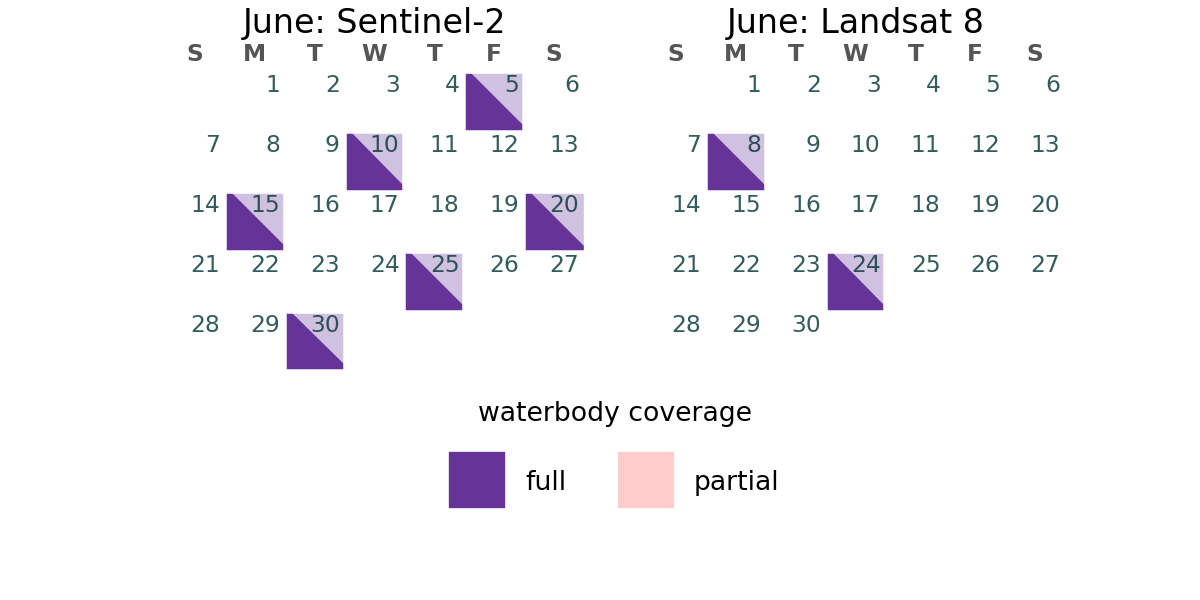 June: Sentinel-2
S M T W T F S
1 2 3 4 5 6
7 8 9 10 11 12 13
14 15 16 17 18 19 20
21 22 23 24 25 26 27
28 29 30
June: Landsat 8
S M T W T F S
1 2 3 4 5 6
7 8 9 10 11 12 13
14 15 16 17 18 19 20
21 22 23 24 25 26 27
28 29 30
waterbody coverage
full partial